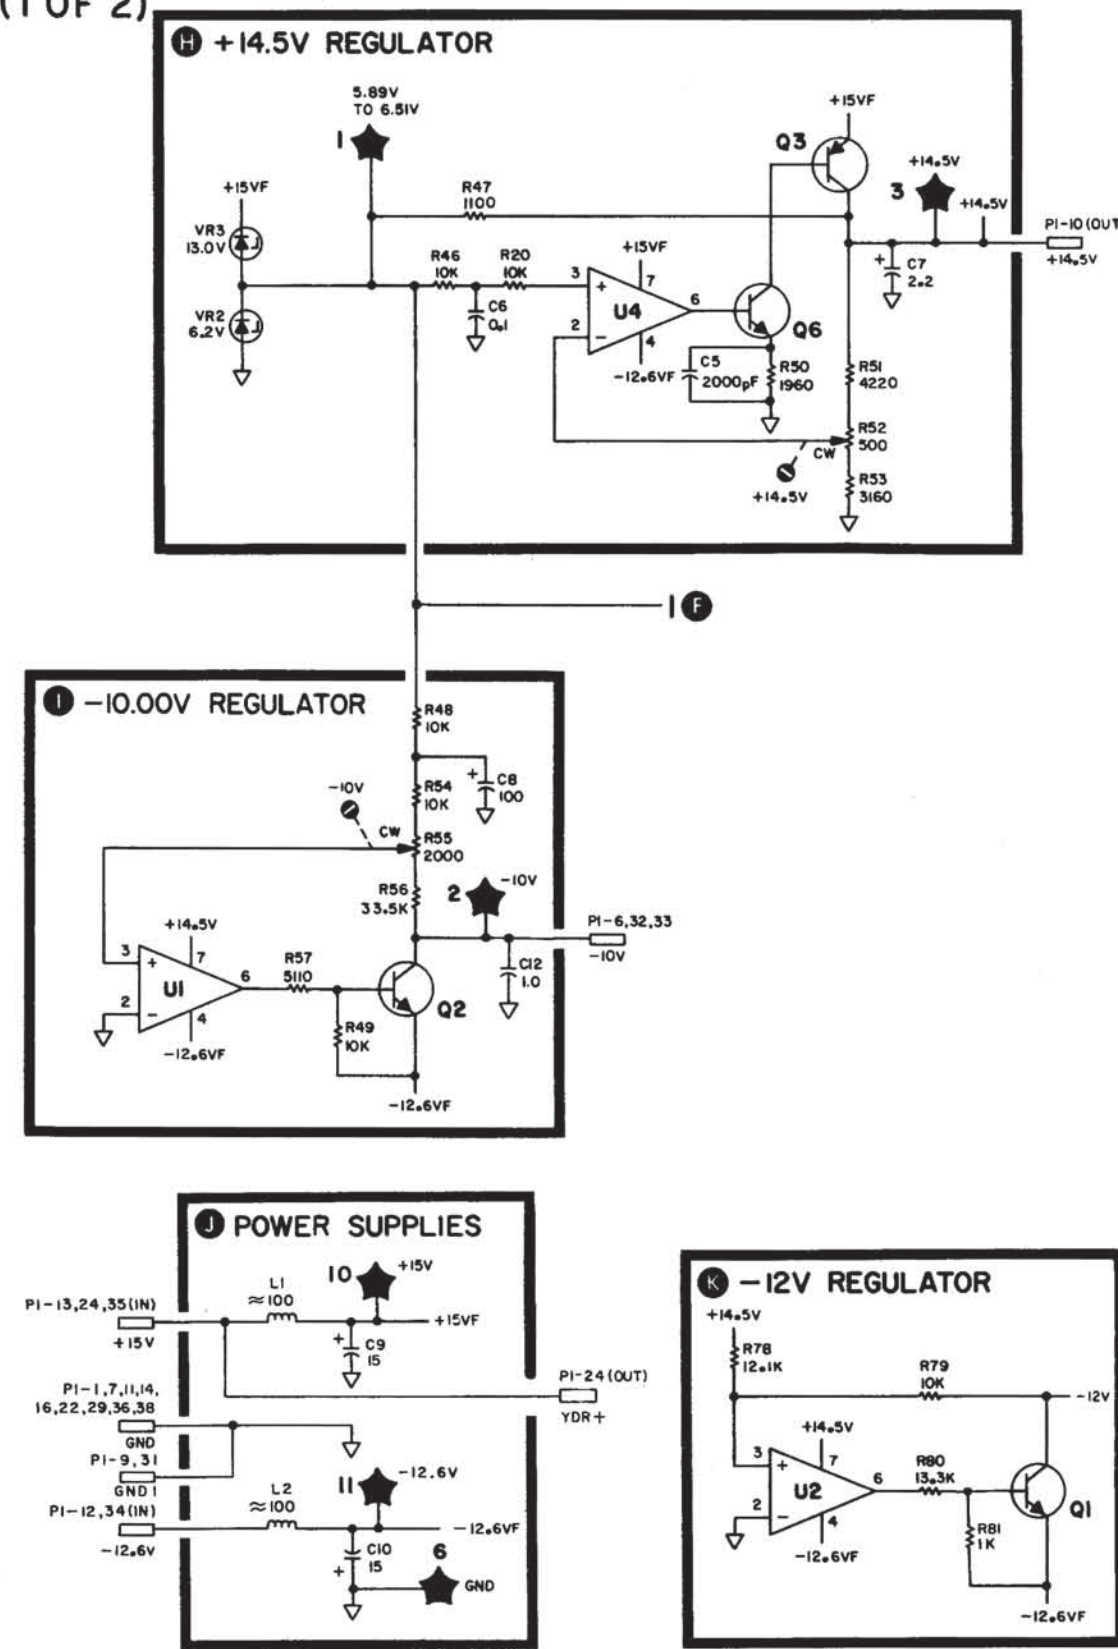 (1 OF 2)
H +14.5V REGULATOR
5.89V
TO 6.51V
1
+15VF
VR3
13.0V
VR2
6.2V
R47
1100
R46
10K
R20
10K
C6
0.1
+15VF
3
+
7
U4
6
2
-
4
-12.6VF
Q3
+15VF
Q6
C5
2000pF
R50
1960
3
+14.5V
+14.5V
P1-10 (OUT
+14.5V
+
C7
2.2
R51
4220
R52
500
CW
+14.5V
R53
3160
1 F
I -10.00V REGULATOR
R48
10K
+
C8
100
R54
10K
-10V
CW
R55
2000
R56
33.5K
2
-10V
P1-6,32,33
-10V
C12
1.0
+14.5V
3
+
7
U1
6
2
-
4
-12.6VF
R57
5110
R49
10K
Q2
-12.6VF
J POWER SUPPLIES
P1-13,24,35(IN)
+15V
L1
≈100
10
+15V
+15VF
+
C9
15
P1-24 (OUT)
YDR+
P1-1,7,11,14,
16,22,29,36,38
GND
P1-9,31
GND1
P1-12,34(IN)
-12.6V
L2
≈100
11
-12.6V
-12.6VF
C10
15
+
6
GND
K -12V REGULATOR
+14.5V
R78
12.1K
R79
10K
-12V
+14.5V
3
+
7
U2
6
2
-
4
-12.6VF
R80
13.3K
R81
1K
Q1
-12.6VF